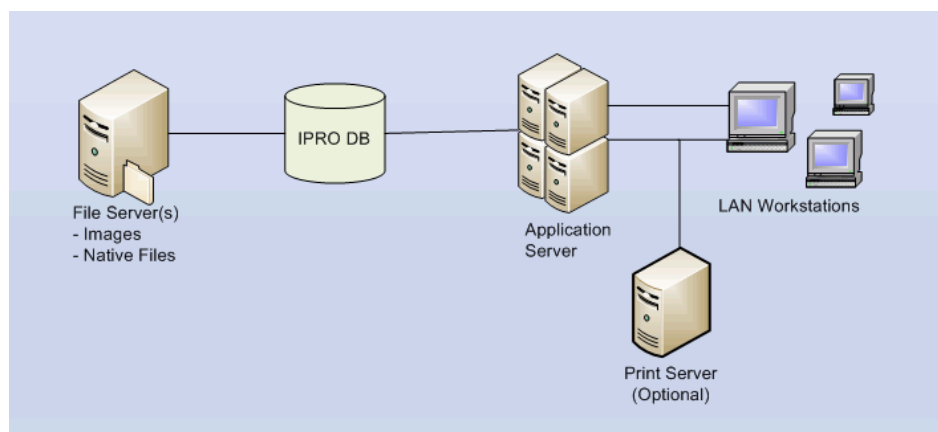 IPRO DB
File Server(s)
- Images
- Native Files
Application
Server
LAN Workstations
Print Server
(Optional)